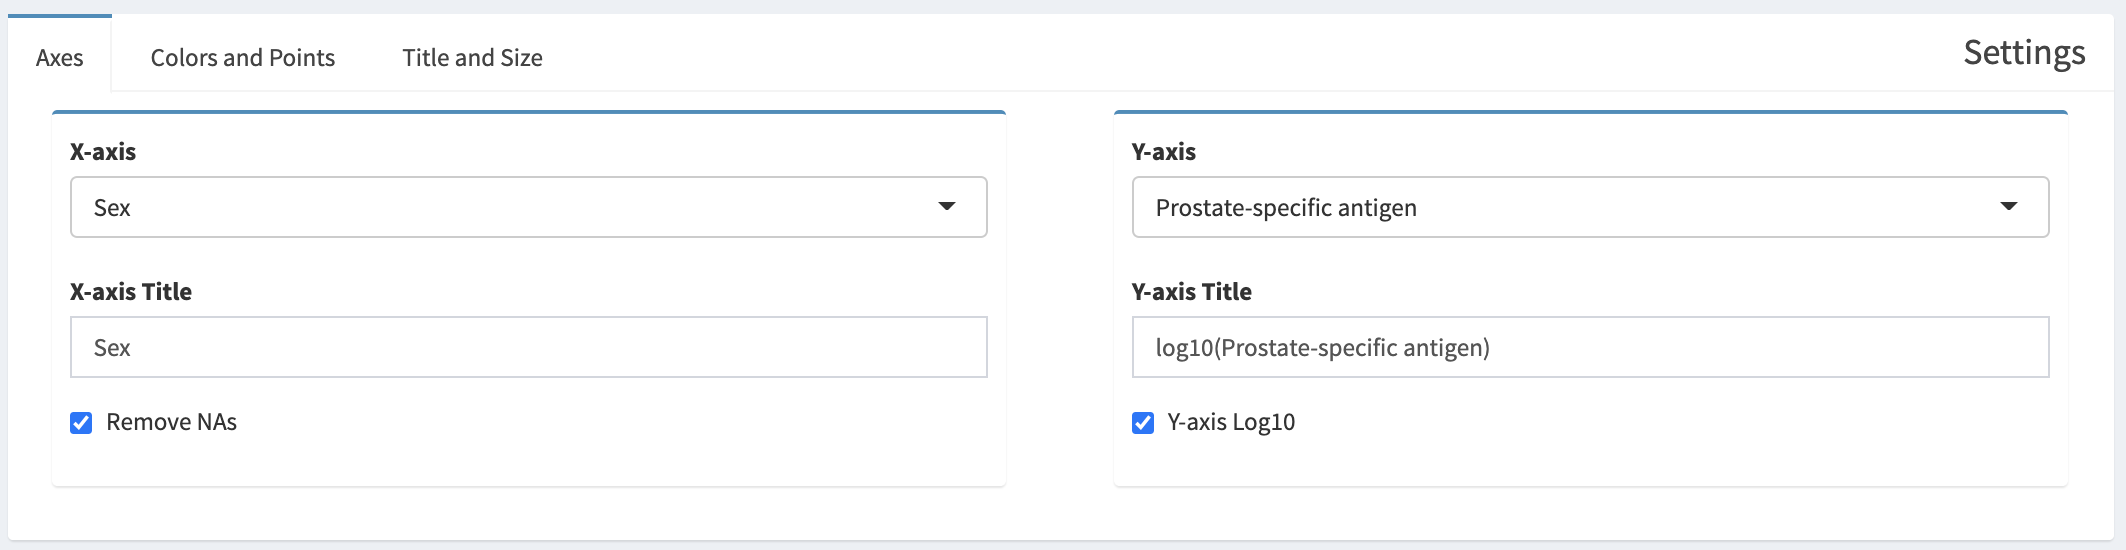 Axes
Colors and Points
Title and Size
Settings
X-axis
Sex
X-axis Title
Sex
Remove NAs
Y-axis
Prostate-specific antigen
Y-axis Title
log10(Prostate-specific antigen)
Y-axis Log10